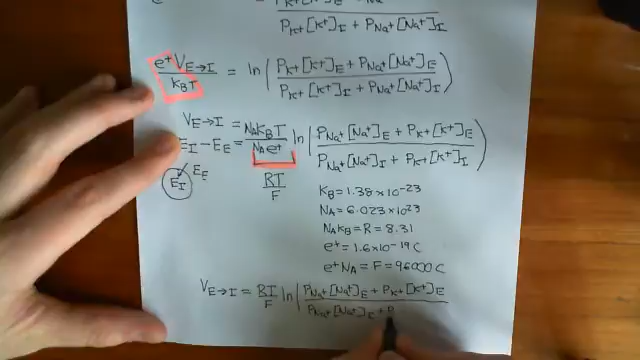 e
P_K+[K+]_E
P_K+[K+]_I + P_Na+[Na+]_I
e⁺V_E→I / K_B T = ln( P_K+[K+]_E + P_Na+[Na+]_E / P_K+[K+]_I + P_Na+[Na+]_I )
V_E→I = N_A K_B T / N_A e⁺ ln( P_Na+[Na+]_E + P_K+[K+]_E / P_Na+[Na+]_I + P_K+[K+]_I )
E_I - E_E =
E_I E_E
RT / F
K_B = 1.38×10^-23
N_A = 6.023×10^23
N_A K_B = R = 8.31
e⁺ = 1.6×10^-19 C
e⁺N_A = F = 96000 C
V_E→I = RT / F ln( P_Na+[Na+]_E + P_K+[K+]_E / P_Na+[Na+]_I + P